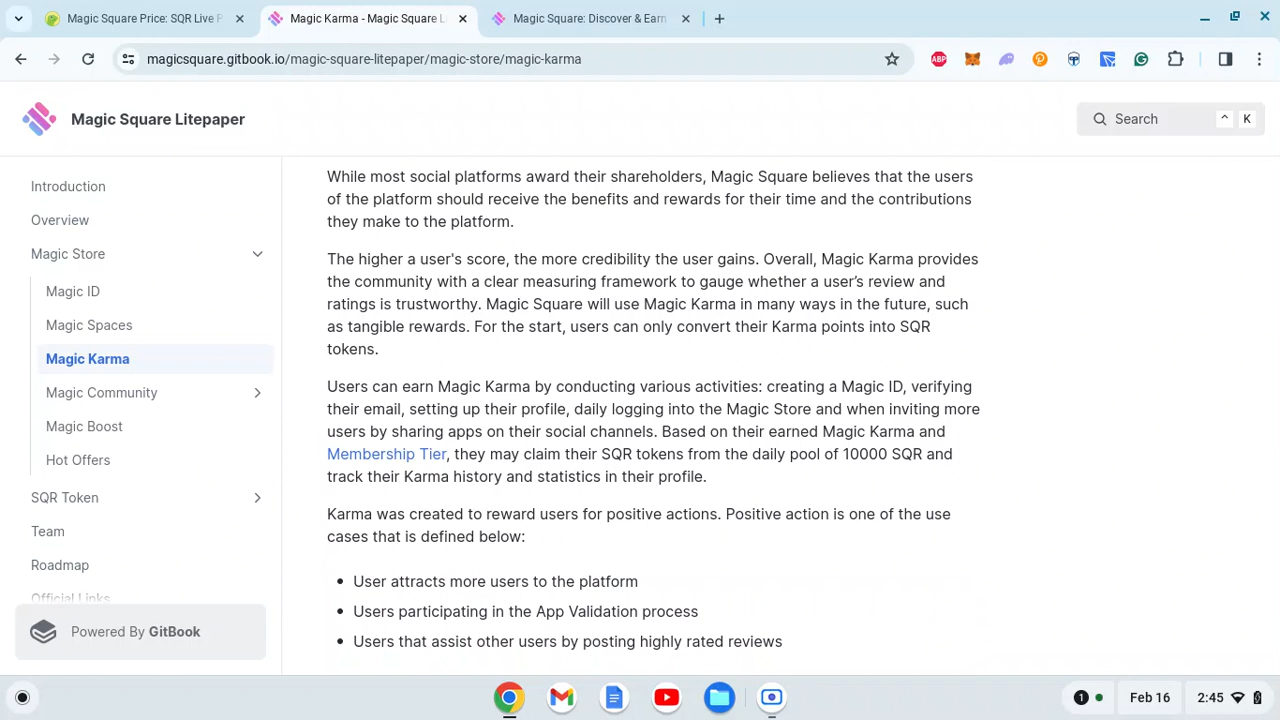 Magic Square Price: SQR Live P
Magic Karma - Magic Square L
Magic Square: Discover & Earn
magicsquare.gitbook.io/magic-square-litepaper/magic-store/magic-karma
ABP
Magic Square Litepaper
Search
^ K
Introduction
Overview
Magic Store
Magic ID
Magic Spaces
Magic Karma
Magic Community
Magic Boost
Hot Offers
SQR Token
Team
Roadmap
Official Links
Powered By GitBook
While most social platforms award their shareholders, Magic Square believes that the users
of the platform should receive the benefits and rewards for their time and the contributions
they make to the platform.
The higher a user's score, the more credibility the user gains. Overall, Magic Karma provides
the community with a clear measuring framework to gauge whether a user’s review and
ratings is trustworthy. Magic Square will use Magic Karma in many ways in the future, such
as tangible rewards. For the start, users can only convert their Karma points into SQR
tokens.
Users can earn Magic Karma by conducting various activities: creating a Magic ID, verifying
their email, setting up their profile, daily logging into the Magic Store and when inviting more
users by sharing apps on their social channels. Based on their earned Magic Karma and
Membership Tier, they may claim their SQR tokens from the daily pool of 10000 SQR and
track their Karma history and statistics in their profile.
Karma was created to reward users for positive actions. Positive action is one of the use
cases that is defined below:
• User attracts more users to the platform
• Users participating in the App Validation process
• Users that assist other users by posting highly rated reviews
1
Feb 16
2:45